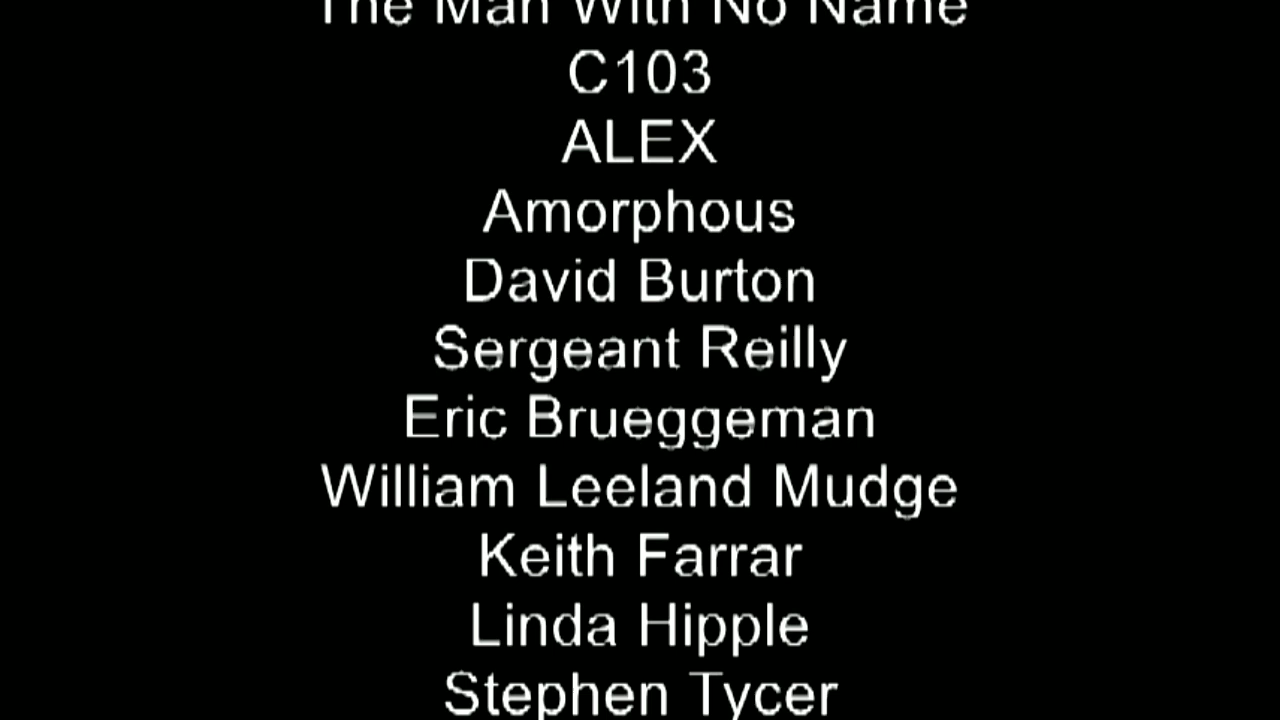 The Man With No Name
C103
ALEX
Amorphous
David Burton
Sergeant Reilly
Eric Brueggeman
William Leeland Mudge
Keith Farrar
Linda Hipple
Stephen Tycer